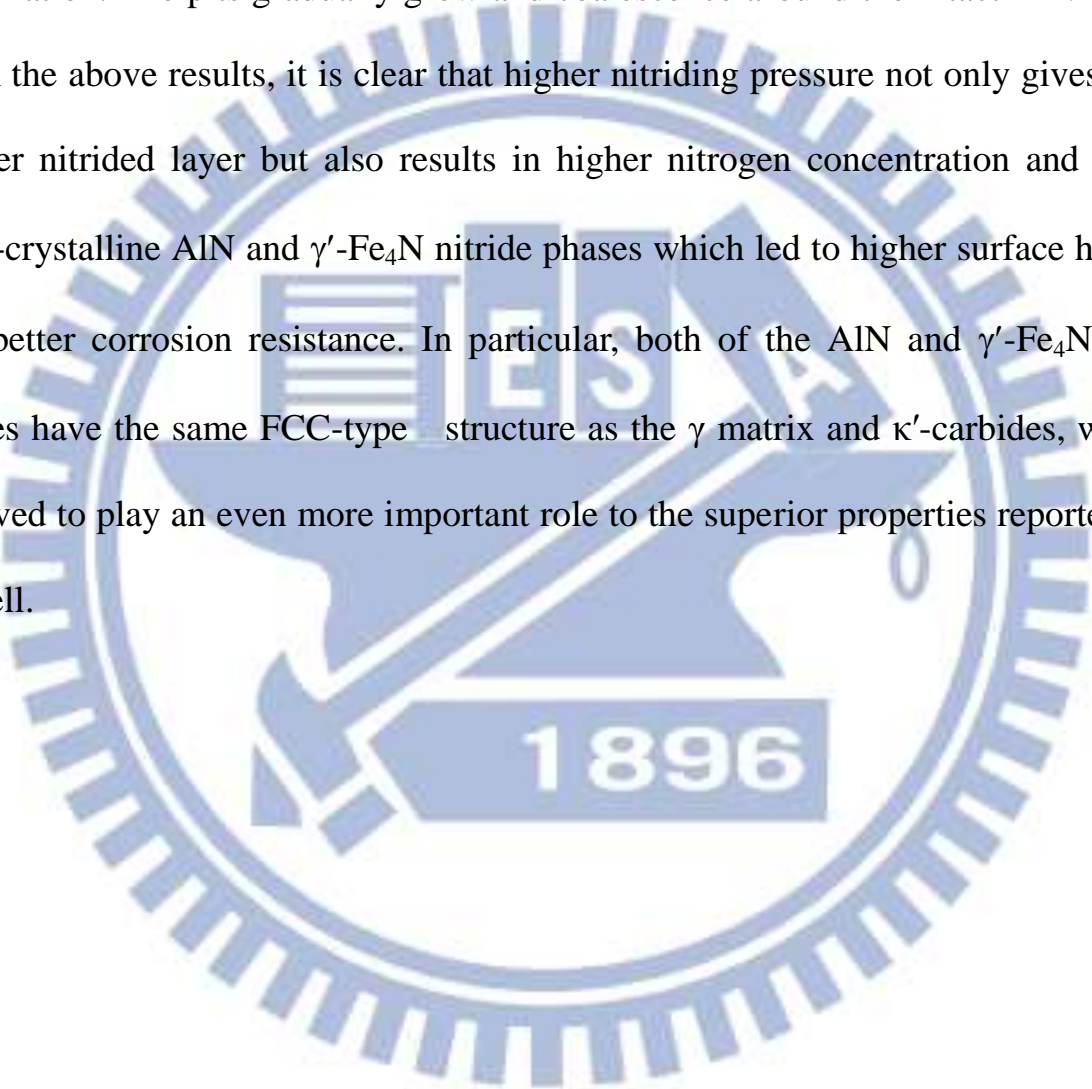 the above results, it is clear that higher nitriding pressure not only gives
er nitrided layer but also results in higher nitrogen concentration and
-crystalline AlN and γ′-Fe₄N nitride phases which led to higher surface h
better corrosion resistance. In particular, both of the AlN and γ′-Fe₄N
es have the same FCC-type structure as the γ matrix and κ′-carbides, w
ved to play an even more important role to the superior properties reporte
ell.
ESA
1896